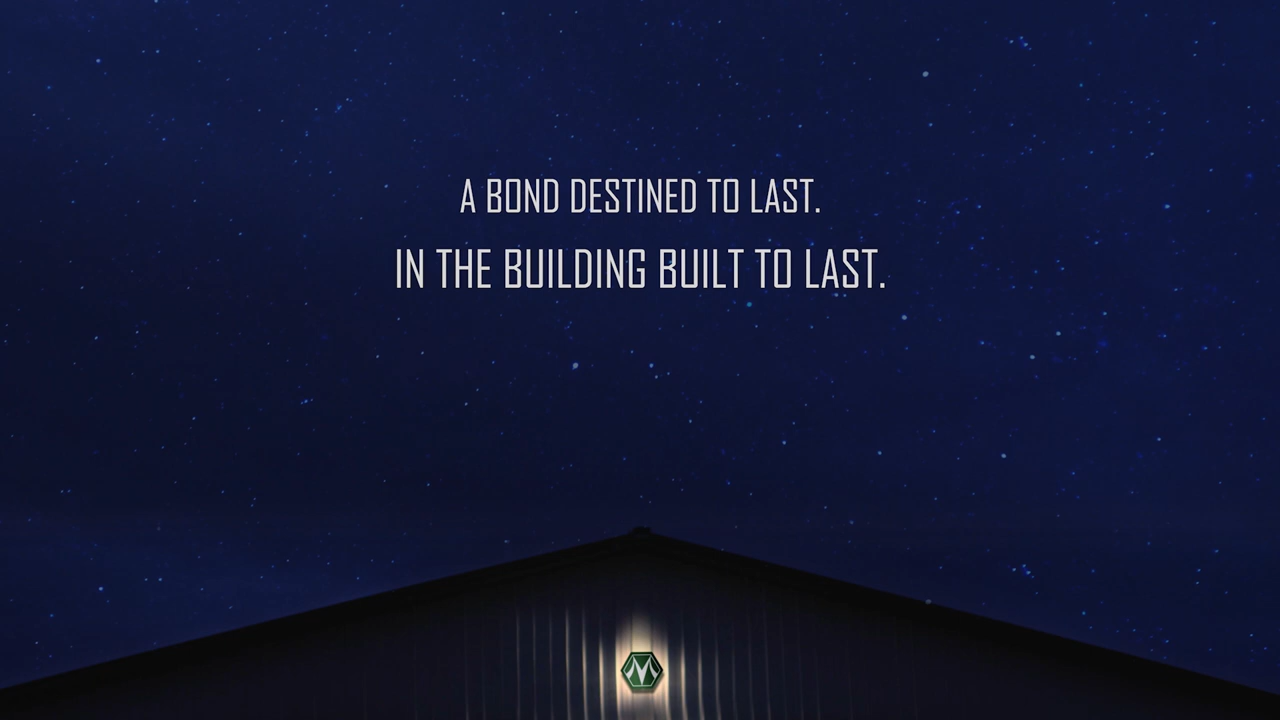 A BOND DESTINED TO LAST.
IN THE BUILDING BUILT TO LAST.